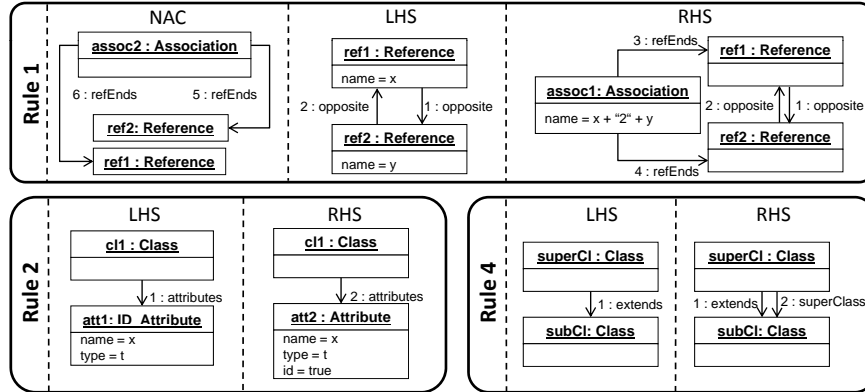 Rule 1
NAC
assoc2 : Association
6 : refEnds
5 : refEnds
ref2: Reference
ref1 : Reference
LHS
ref1 : Reference
name = x
2 : opposite
1 : opposite
ref2 : Reference
name = y
RHS
3 : refEnds
ref1 : Reference
assoc1: Association
name = x + “2“ + y
2 : opposite
1 : opposite
ref2 : Reference
4 : refEnds
Rule 2
LHS
cl1 : Class
1 : attributes
att1: ID_Attribute
name = x
type = t
RHS
cl1 : Class
2 : attributes
att2 : Attribute
name = x
type = t
id = true
Rule 4
LHS
superCl : Class
1 : extends
subCl: Class
RHS
superCl : Class
1 : extends
2 : superClass
subCl: Class